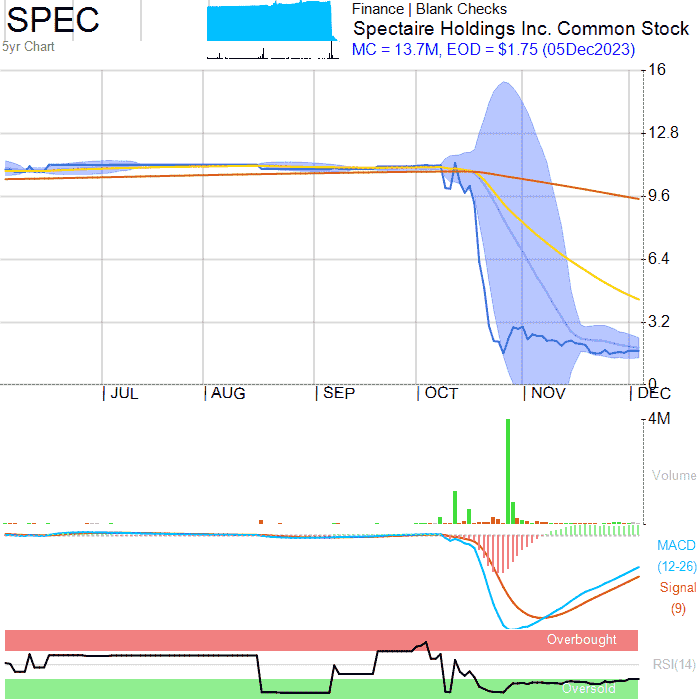 SPEC
Finance | Blank Checks
5yr Chart
Spectaire Holdings Inc. Common Stock
MC = 13.7M, EOD = $1.75 (05Dec2023)
16
12.8
9.6
6.4
3.2
0
| JUL | AUG | SEP | OCT | NOV | DEC
4M
Volume
MACD
(12-26)
Signal
(9)
Overbought
RSI(14)
Oversold